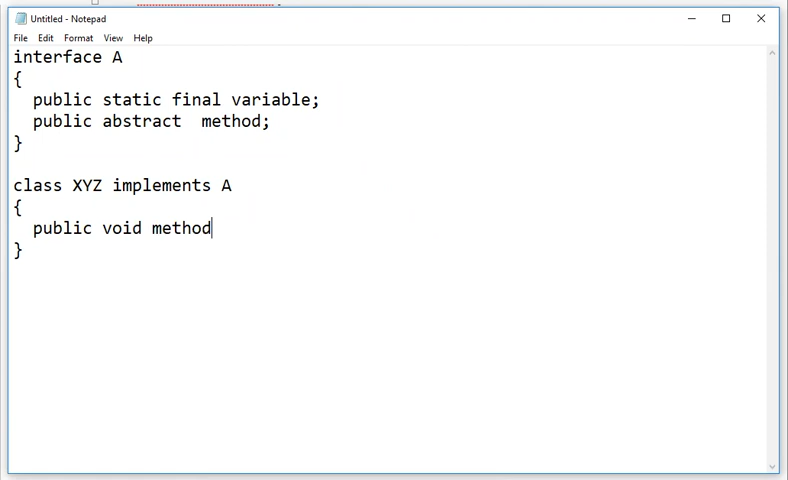 Untitled - Notepad
File Edit Format View Help
interface A
{
  public static final variable;
  public abstract  method;
}
class XYZ implements A
{
  public void method
}